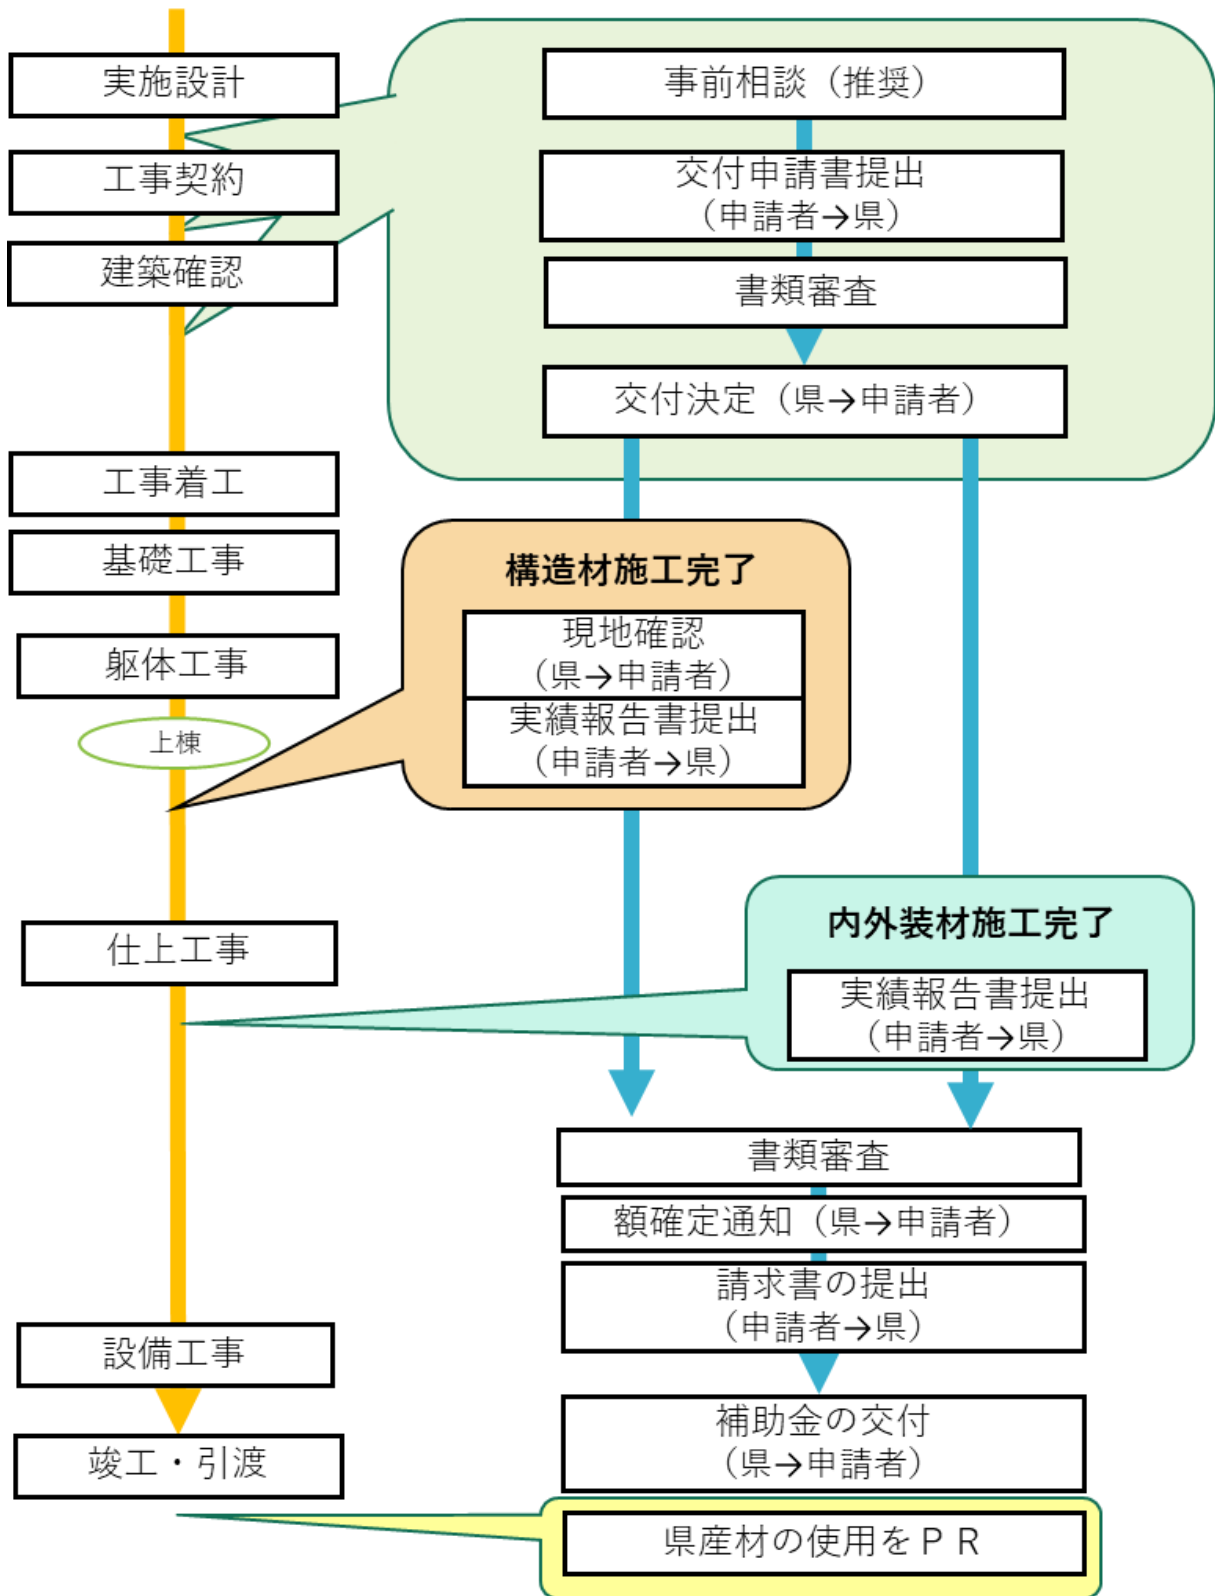 実施設計
工事契約
建築確認
工事着工
基礎工事
躯体工事
上棟
仕上工事
設備工事
竣工・引渡
事前相談（推奨）
交付申請書提出
（申請者→県）
書類審査
交付決定（県→申請者）
構造材施工完了
現地確認
（県→申請者）
実績報告書提出
（申請者→県）
内外装材施工完了
実績報告書提出
（申請者→県）
書類審査
額確定通知（県→申請者）
請求書の提出
（申請者→県）
補助金の交付
（県→申請者）
県産材の使用をＰＲ